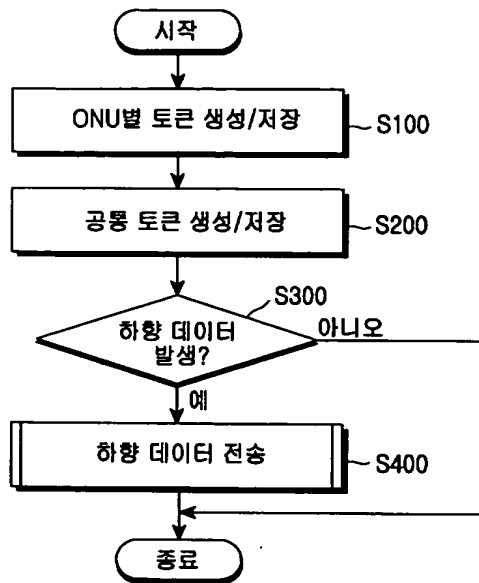 시작
ONU별 토큰 생성/저장
S100
공통 토큰 생성/저장
S200
S300
하향 데이터
발생?
아니오
예
하향 데이터 전송
S400
종료